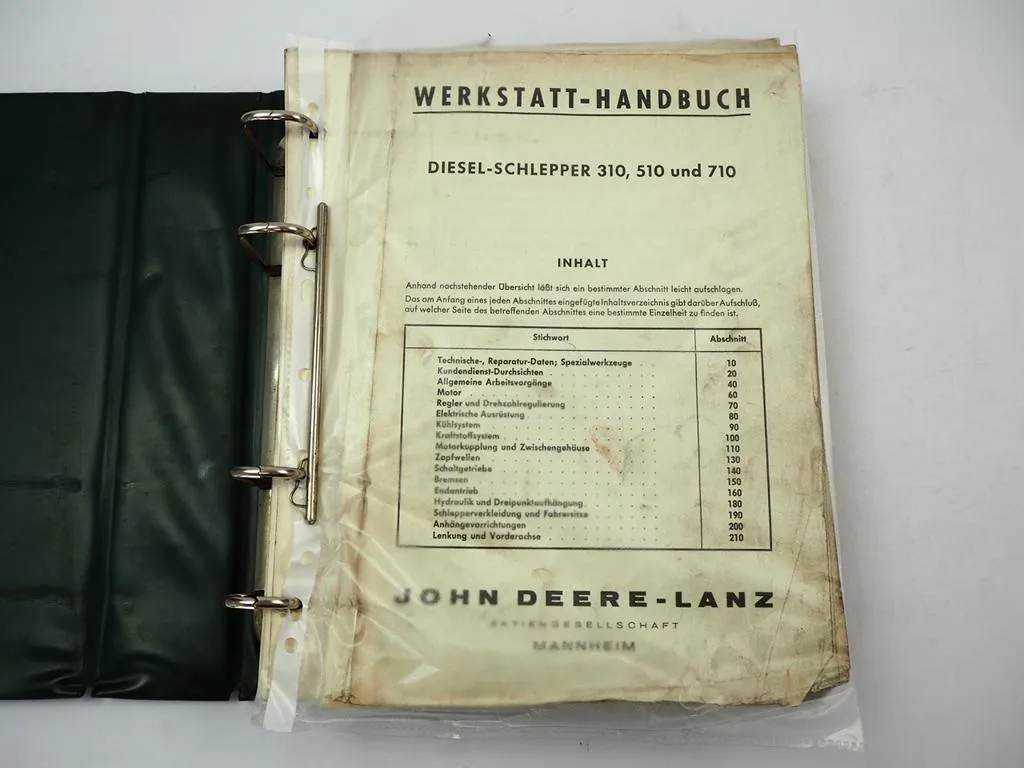 WERKSTATT-HANDBUCH
DIESEL-SCHLEPPER 310, 510 und 710
INHALT
Anhand nachstehender Übersicht läßt sich ein bestimmter Abschnitt leicht aufschlagen.
Das am Anfang eines jeden Abschnittes eingefügte Inhaltsverzeichnis gibt darüber Aufschluß,
auf welcher Seite des betreffenden Abschnittes eine bestimmte Einzelheit zu finden ist.
Stichwort Abschnitt
Technische-, Reparatur-Daten; Spezialwerkzeuge 10
Kundendienst-Durchsichten 20
Allgemeine Arbeitsvorgänge 40
Motor 60
Regler und Drehzahlregulierung 70
Elektrische Ausrüstung 80
Kühlsystem 90
Kraftstoffsystem 100
Motorkupplung und Zwischengehäuse 110
Zapfwellen 130
Schaltgetriebe 140
Bremsen 150
Endantrieb 160
Hydraulik und Dreipunktaufhängung 180
Schlepperverkleidung und Fahrersitze 190
Anhängevorrichtungen 200
Lenkung und Vorderachse 210
JOHN DEERE-LANZ
AKTIENGESELLSCHAFT
MANNHEIM